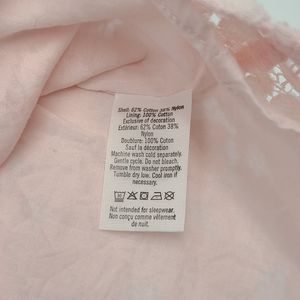 Shell: 62% Cotton 38% Nylon
Lining: 100% Cotton
Exclusive of decoration
Extérieur: 62% Coton 38%
Nylon
Doublure: 100% Coton
Sauf la décoration
Machine wash cold separately.
Gentle cycle. Do not bleach.
Remove from washer promptly.
Tumble dry low. Cool iron if
necessary.
Not intended for sleepwear.
Non conçu comme vêtement
de nuit.